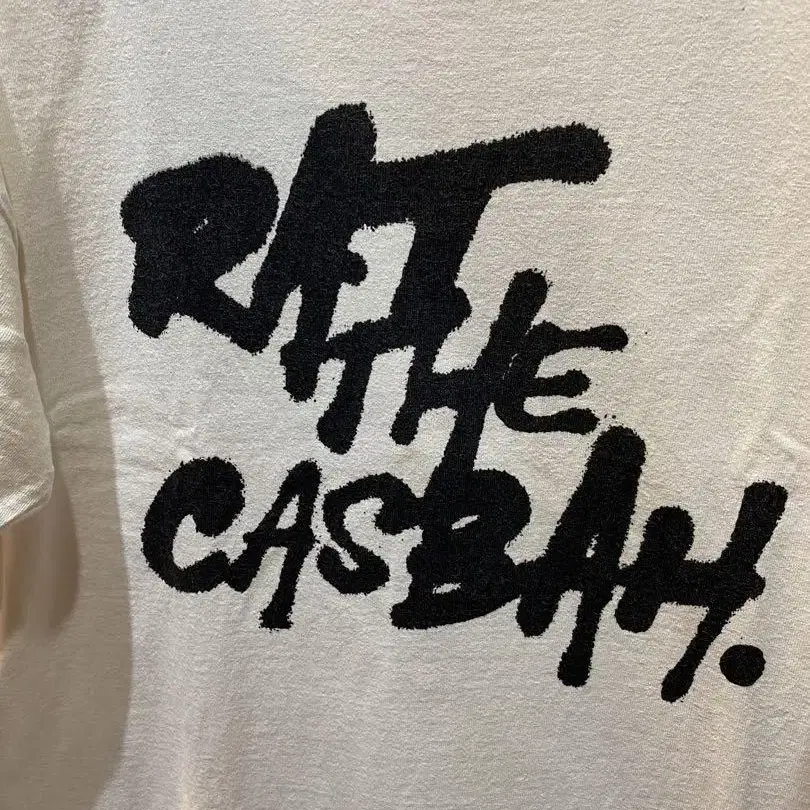 RAT
THE
CASBAH.